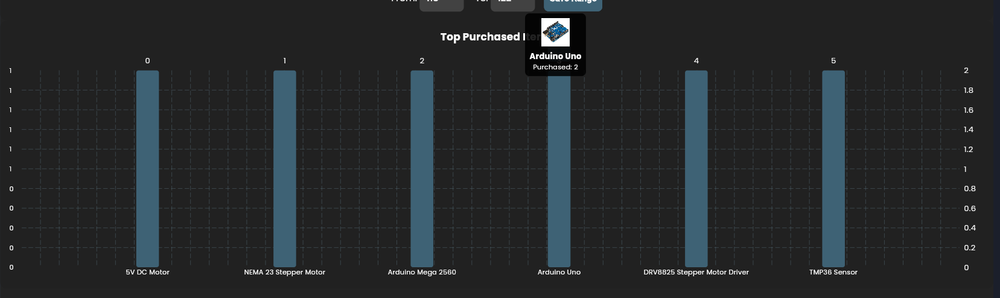 Top Purchased Item
Arduino Uno
Purchased: 2
0 1 2 4 5
1 2
1 1.8
1 1.6
1 1.4
1 1.2
1 1
0 0.8
0 0.6
0 0.4
0 0.2
0 0
5V DC Motor NEMA 23 Stepper Motor Arduino Mega 2560 Arduino Uno DRV8825 Stepper Motor Driver TMP36 Sensor